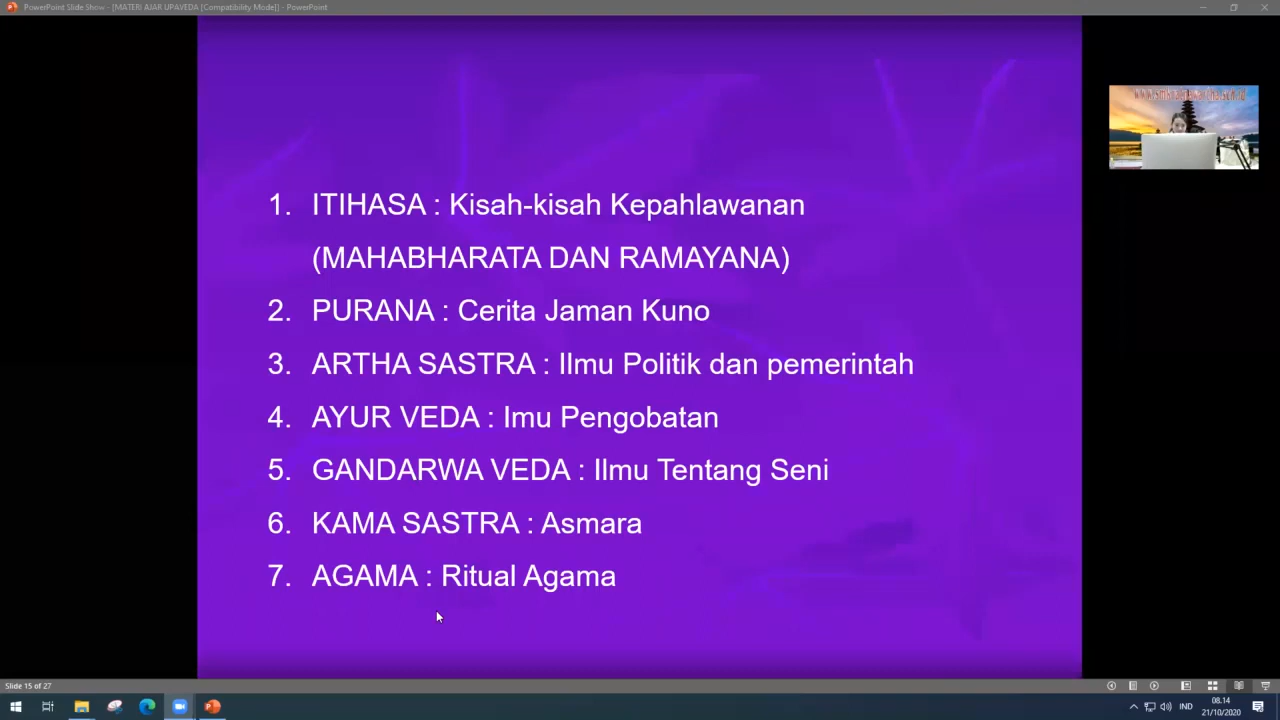 PowerPoint Slide Show - [MATERI AJAR UPAVEDA [Compatibility Mode]] - PowerPoint
1. ITIHASA : Kisah-kisah Kepahlawanan
(MAHABHARATA DAN RAMAYANA)
2. PURANA : Cerita Jaman Kuno
3. ARTHA SASTRA : Ilmu Politik dan pemerintah
4. AYUR VEDA : Imu Pengobatan
5. GANDARWA VEDA : Ilmu Tentang Seni
6. KAMA SASTRA : Asmara
7. AGAMA : Ritual Agama
Slide 15 of 27
IND
08.14
21/10/2020